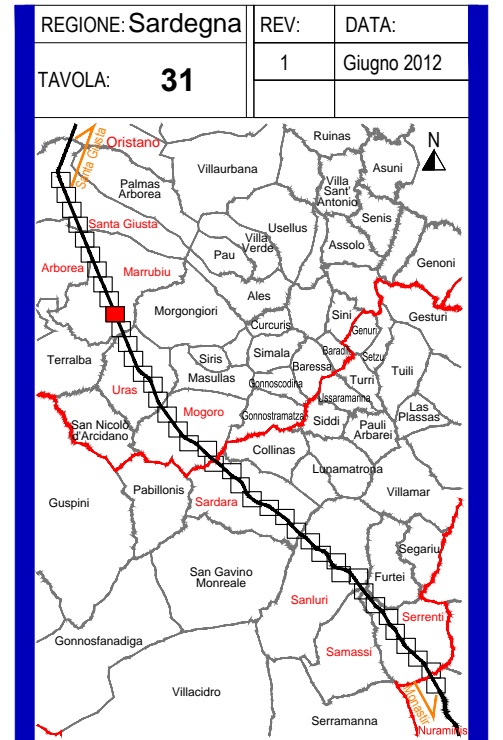 REGIONE: Sardegna
REV:
DATA:
TAVOLA: 31
1
Giugno 2012
Santa Giusta
Oristano
Ruinas
N
Villaurbana
Asuni
Palmas
Arborea
Villa
Sant'
Antonio
Senis
Santa Giusta
Usellus
Villa
Verde
Assolo
Pau
Genoni
Arborea
Marrubiu
Ales
Morgongiori
Sini
Gesturi
Curcuris
Genuri
Terralba
Siris
Simala
Baradili
Setzu
Masullas
Baressa
Tuili
Uras
Gonnoscodina
Turri
Ussaramanna
Mogoro
Gonnostramatza
Siddi
Las
Plassas
San Nicolò
d'Arcidano
Pauli
Arbarei
Collinas
Lunamatrona
Guspini
Pabillonis
Sardara
Villamar
Segariu
San Gavino
Monreale
Furtei
Sanluri
Serrenti
Gonnosfanadiga
Samassi
Villacidro
Monastir
Serramanna
Nuraminis